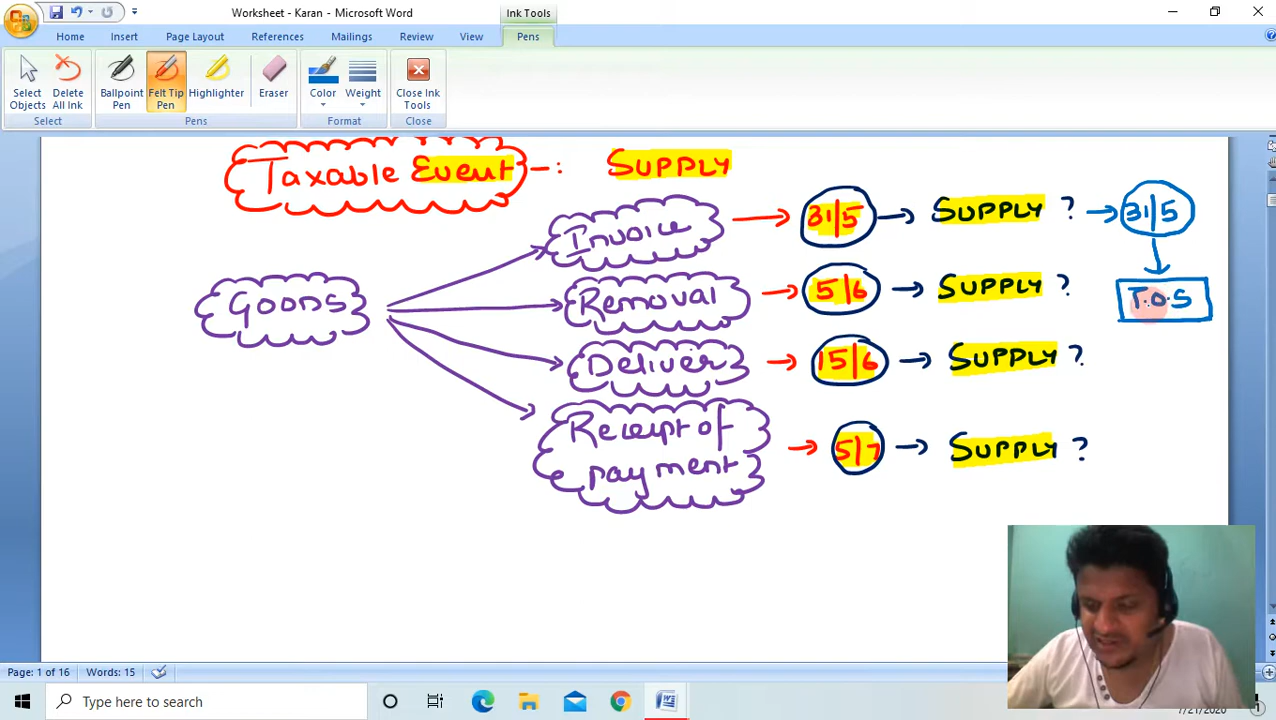 Worksheet - Karan - Microsoft Word
Ink Tools
Home Insert Page Layout References Mailings Review View Pens
Select Objects
Delete All Ink
Ballpoint Pen
Felt Tip Pen
Highlighter
Eraser
Color
Weight
Close Ink Tools
Select
Pens
Format
Close
Taxable Event - : SUPPLY
Invoice → 31|5 → SUPPLY ? → 31|5
Goods
Removal → 5|6 → SUPPLY ?
T.O.S
Deliver → 15|6 → SUPPLY ?
Receipt of payment → 5|7 → SUPPLY ?
Page: 1 of 16 Words: 15
Type here to search
7/21/2020